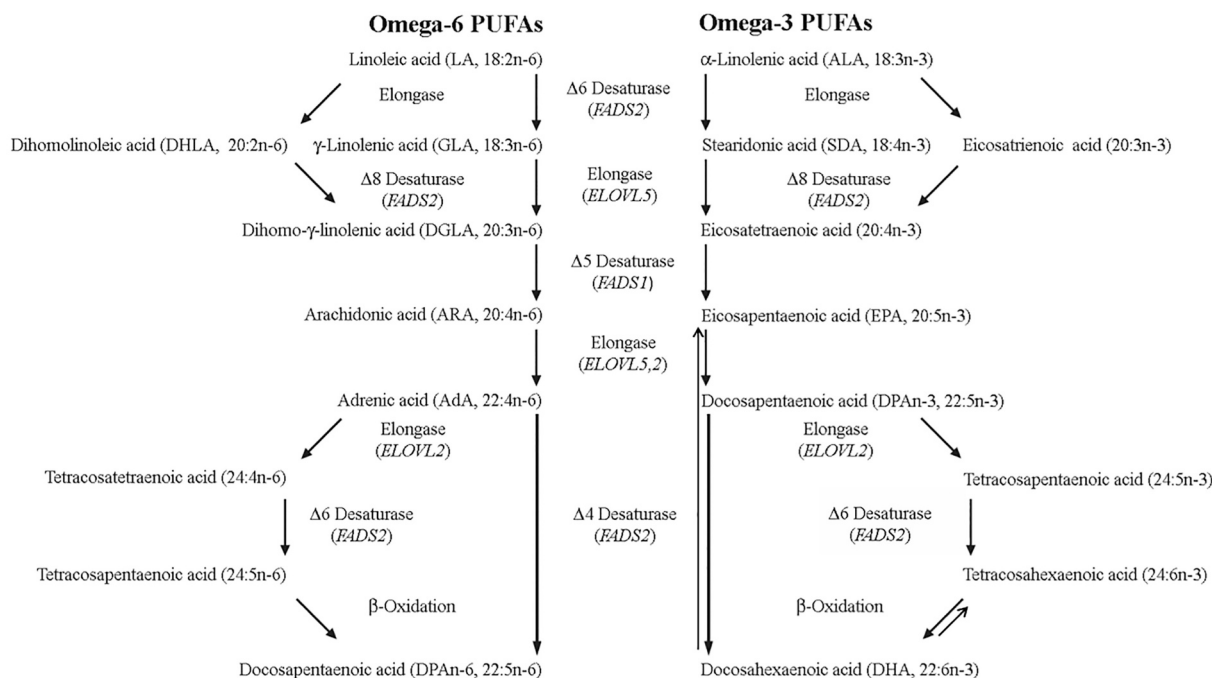 Omega-6 PUFAs
Omega-3 PUFAs
Linoleic acid (LA, 18:2n-6)
α-Linolenic acid (ALA, 18:3n-3)
Δ6 Desaturase
(FADS2)
Elongase
Elongase
Dihomolinoleic acid (DHLA, 20:2n-6)
γ-Linolenic acid (GLA, 18:3n-6)
Stearidonic acid (SDA, 18:4n-3)
Eicosatrienoic acid (20:3n-3)
Δ8 Desaturase
(FADS2)
Elongase
(ELOVL5)
Δ8 Desaturase
(FADS2)
Dihomo-γ-linolenic acid (DGLA, 20:3n-6)
Eicosatetraenoic acid (20:4n-3)
Δ5 Desaturase
(FADS1)
Arachidonic acid (ARA, 20:4n-6)
Eicosapentaenoic acid (EPA, 20:5n-3)
Elongase
(ELOVL5,2)
Adrenic acid (AdA, 22:4n-6)
Docosapentaenoic acid (DPAn-3, 22:5n-3)
Elongase
(ELOVL2)
Elongase
(ELOVL2)
Tetracosatetraenoic acid (24:4n-6)
Tetracosapentaenoic acid (24:5n-3)
Δ6 Desaturase
(FADS2)
Δ4 Desaturase
(FADS2)
Δ6 Desaturase
(FADS2)
Tetracosapentaenoic acid (24:5n-6)
Tetracosahexaenoic acid (24:6n-3)
β-Oxidation
β-Oxidation
Docosapentaenoic acid (DPAn-6, 22:5n-6)
Docosahexaenoic acid (DHA, 22:6n-3)